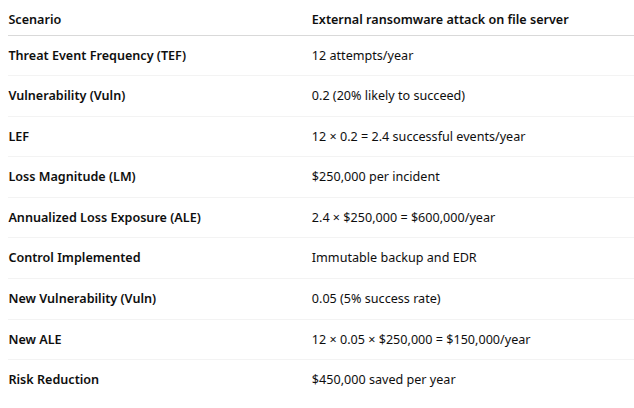 Scenario External ransomware attack on file server
Threat Event Frequency (TEF) 12 attempts/year
Vulnerability (Vuln) 0.2 (20% likely to succeed)
LEF 12 × 0.2 = 2.4 successful events/year
Loss Magnitude (LM) $250,000 per incident
Annualized Loss Exposure (ALE) 2.4 × $250,000 = $600,000/year
Control Implemented Immutable backup and EDR
New Vulnerability (Vuln) 0.05 (5% success rate)
New ALE 12 × 0.05 × $250,000 = $150,000/year
Risk Reduction $450,000 saved per year